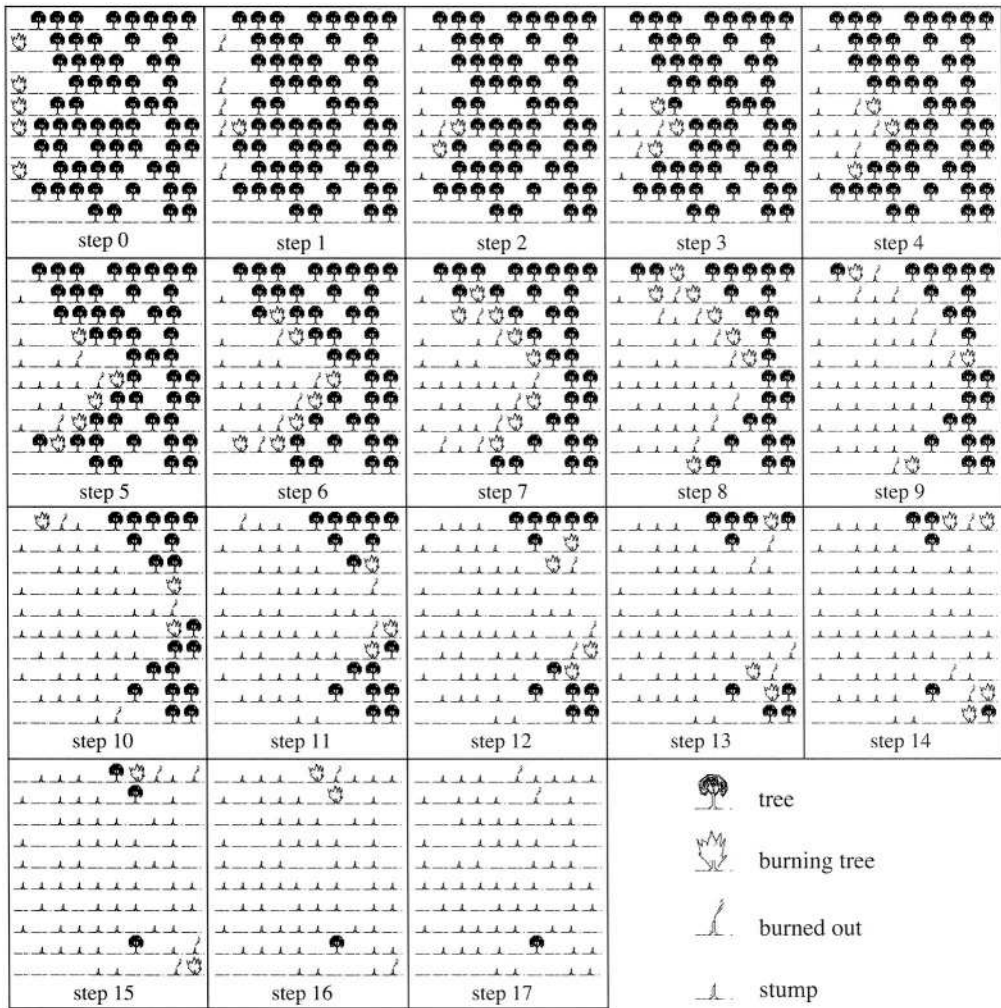 step 0
step 1
step 2
step 3
step 4
step 5
step 6
step 7
step 8
step 9
step 10
step 11
step 12
step 13
step 14
step 15
step 16
step 17
tree
burning tree
burned out
stump